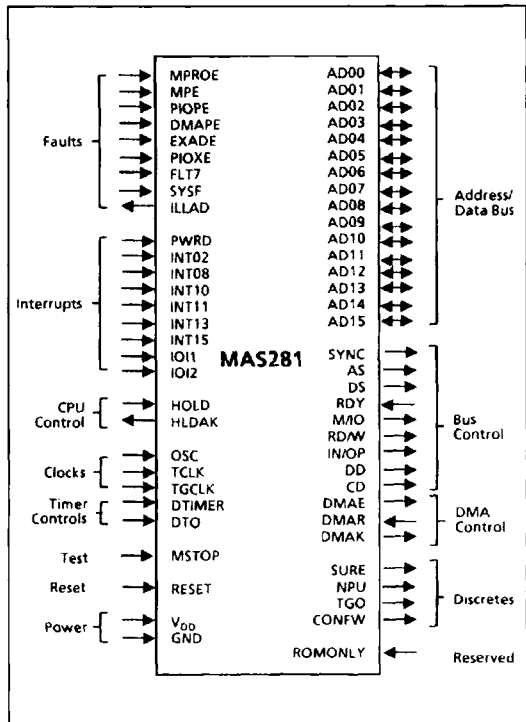 Faults
MPROE
MPE
PIOPE
DMAPE
EXADE
PIOXE
FLT7
SYSF
ILLAD
Interrupts
PWRD
INT02
INT08
INT10
INT11
INT13
INT15
IOI1
IOI2
CPU
Control
HOLD
HLDAK
Clocks
OSC
TCLK
TGCLK
Timer
Controls
DTIMER
DTO
Test
MSTOP
Reset
RESET
Power
VDD
GND
MAS281
AD00
AD01
AD02
AD03
AD04
AD05
AD06
AD07
AD08
AD09
AD10
AD11
AD12
AD13
AD14
AD15
Address/
Data Bus
SYNC
AS
DS
RDY
M/IO
RD/W
IN/OP
DD
CD
Bus
Control
DMAE
DMAR
DMAK
DMA
Control
SURE
NPU
TGO
CONFW
Discretes
ROMONLY
Reserved